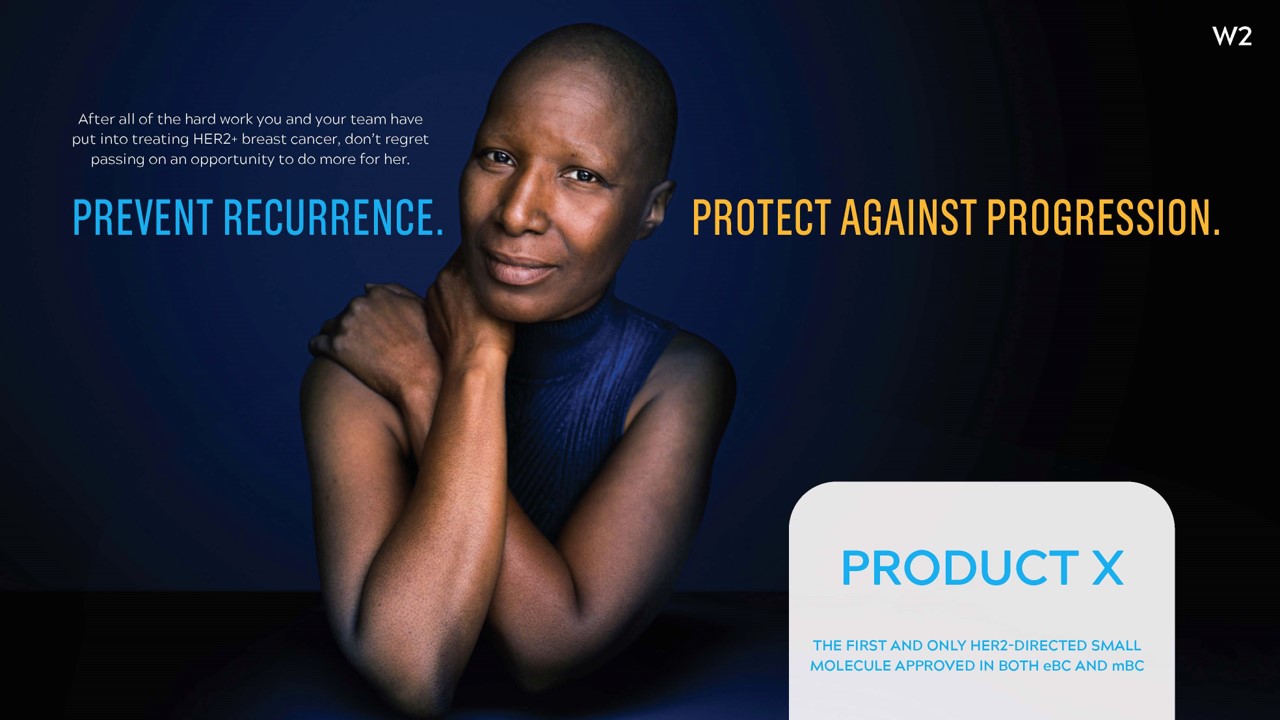 W2
After all of the hard work you and your team have
put into treating HER2+ breast cancer, don't regret
passing on an opportunity to do more for her.
PREVENT RECURRENCE.
PROTECT AGAINST PROGRESSION.
PRODUCT X
THE FIRST AND ONLY HER2-DIRECTED SMALL
MOLECULE APPROVED IN BOTH eBC AND mBC